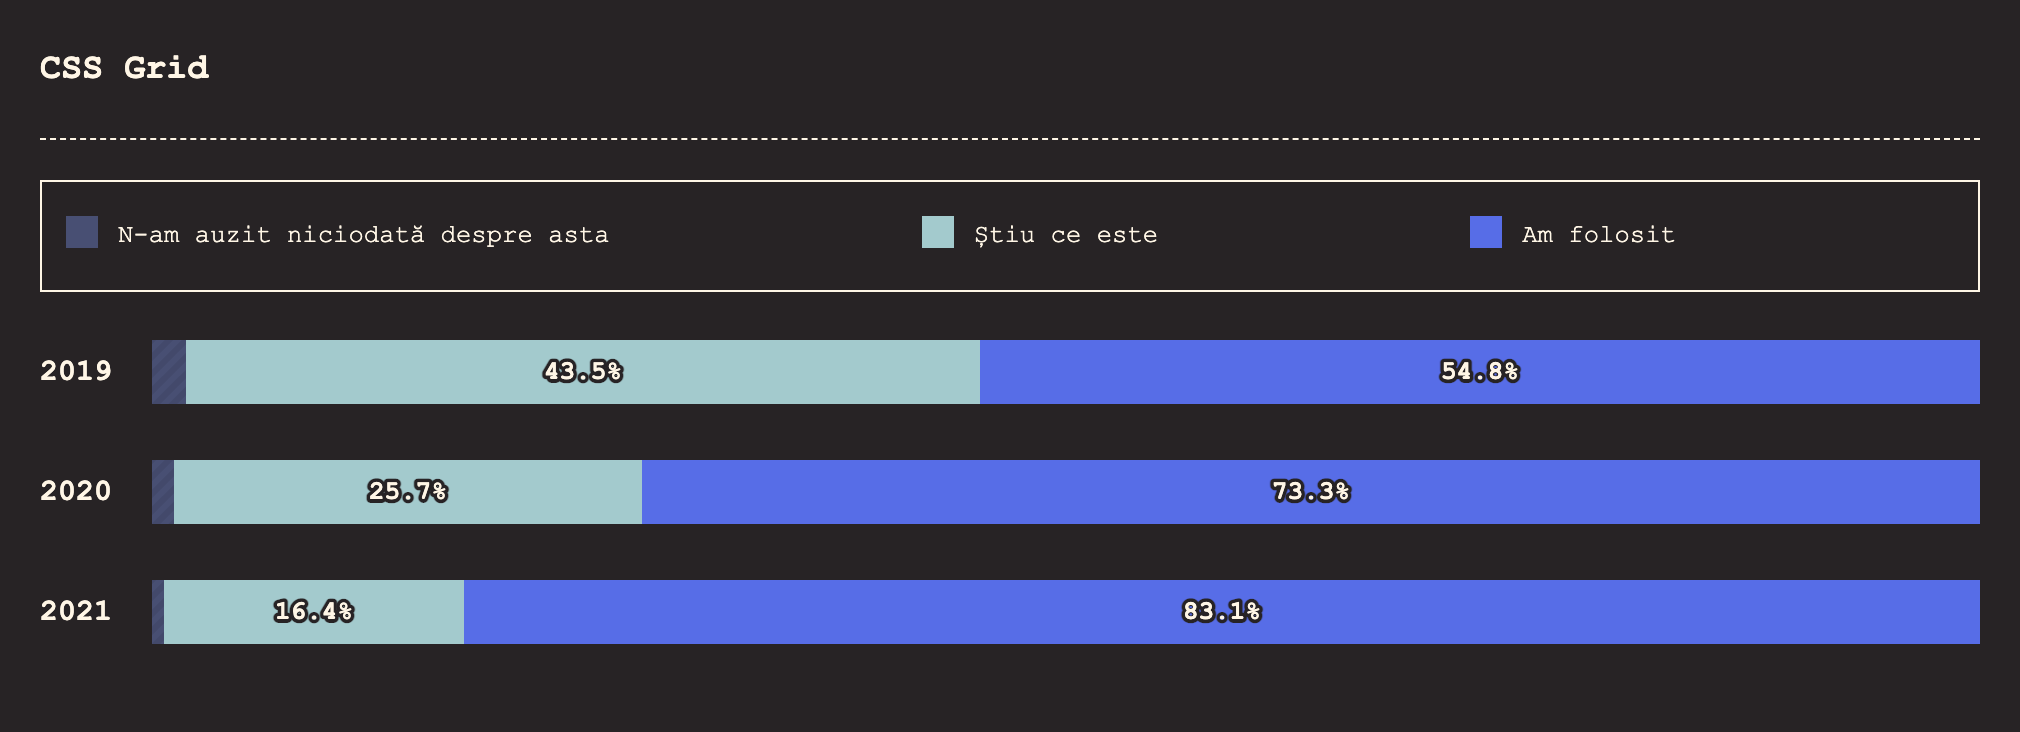 CSS Grid
N-am auzit niciodată despre asta
Știu ce este
Am folosit
2019 43.5% 54.8%
2020 25.7% 73.3%
2021 16.4% 83.1%